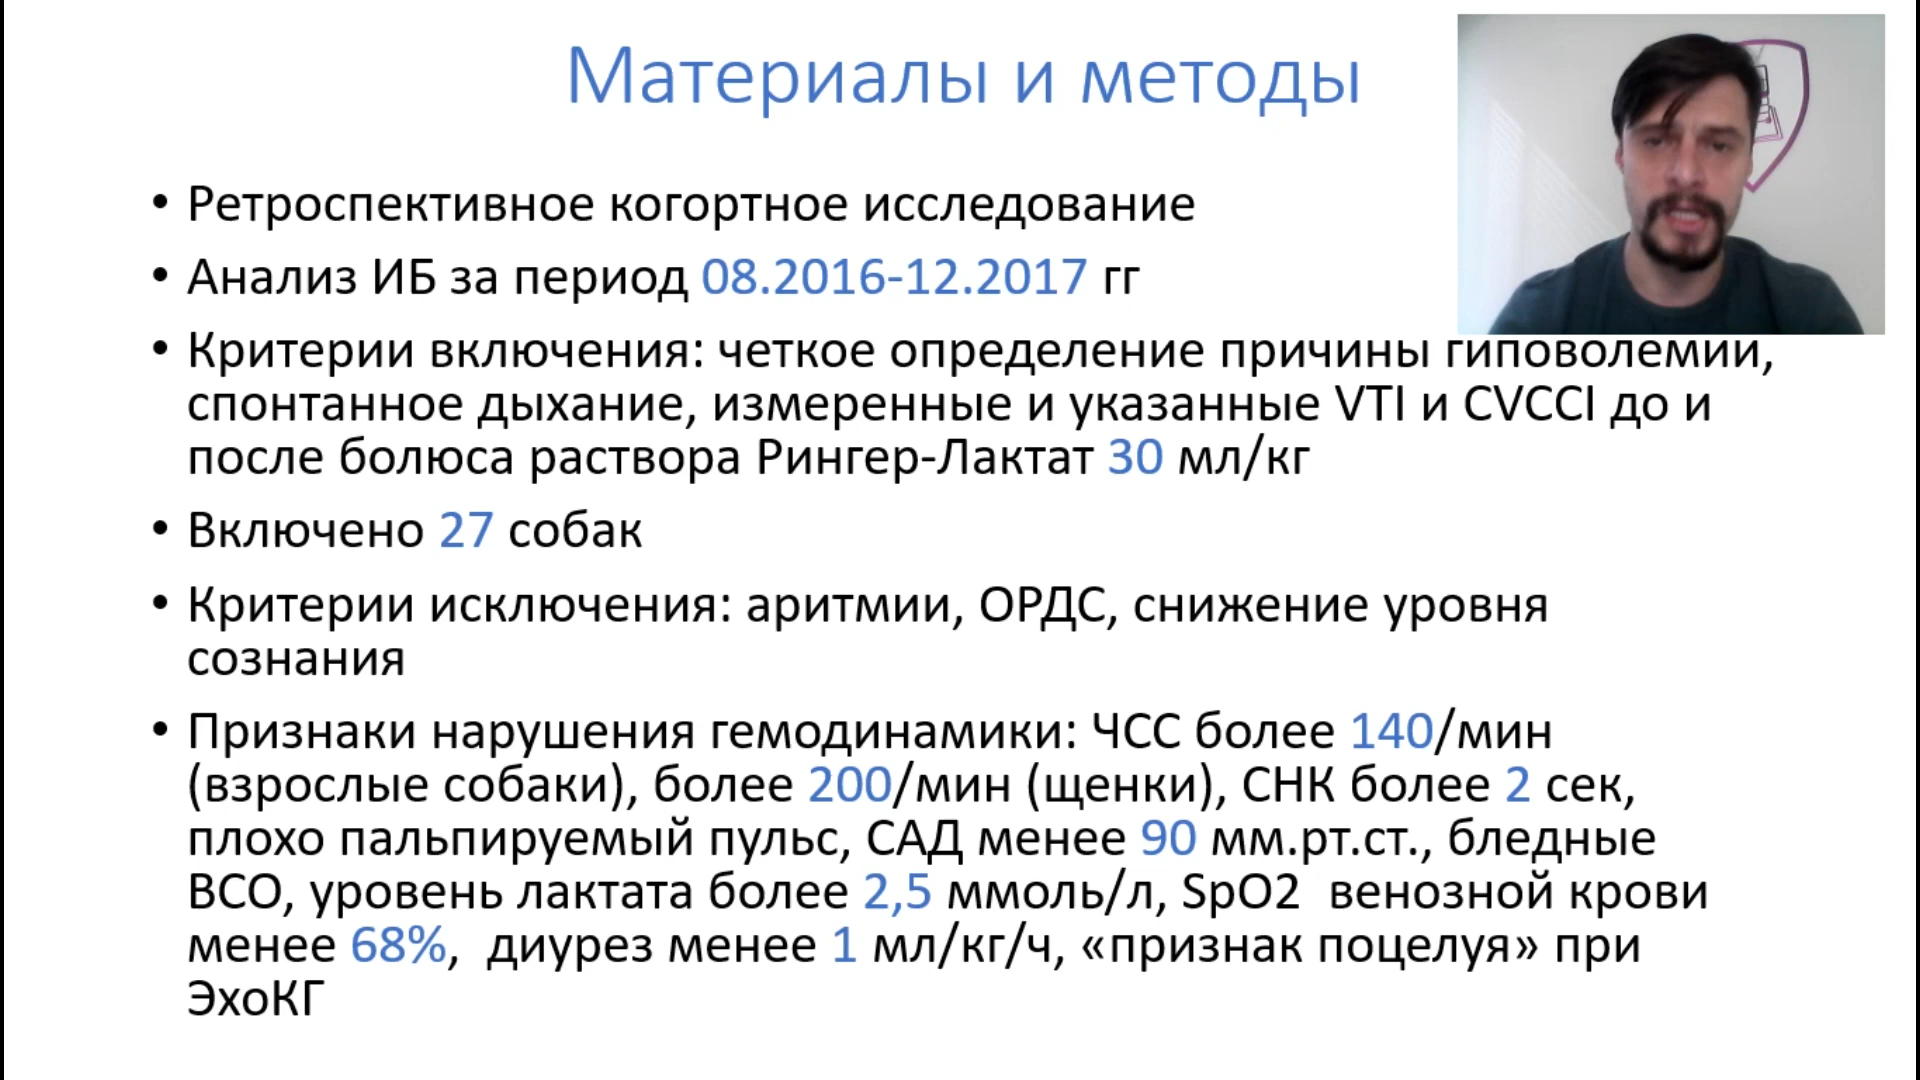 Материалы и методы
• Ретроспективное когортное исследование
• Анализ ИБ за период 08.2016-12.2017 гг
• Критерии включения: четкое определение причины гиповолемии,
спонтанное дыхание, измеренные и указанные VTI и CVCCI до и
после болюса раствора Рингер-Лактат 30 мл/кг
• Включено 27 собак
• Критерии исключения: аритмии, ОРДС, снижение уровня
сознания
• Признаки нарушения гемодинамики: ЧСС более 140/мин
(взрослые собаки), более 200/мин (щенки), СНК более 2 сек,
плохо пальпируемый пульс, САД менее 90 мм.рт.ст., бледные
ВСО, уровень лактата более 2,5 ммоль/л, SpO2  венозной крови
менее 68%,  диурез менее 1 мл/кг/ч, «признак поцелуя» при
ЭхоКГ